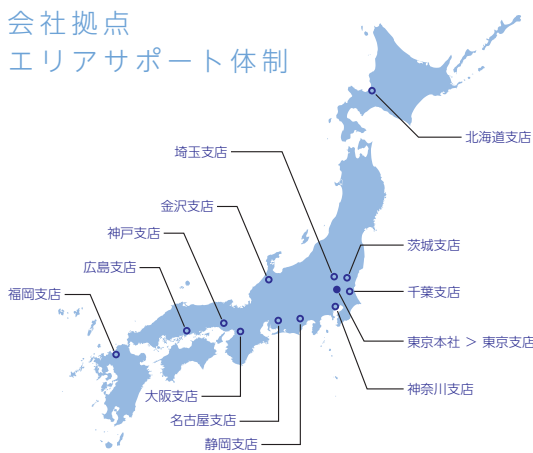 会社拠点
エリアサポート体制
北海道支店
埼玉支店
金沢支店
神戸支店
広島支店
福岡支店
茨城支店
千葉支店
東京本社 > 東京支店
神奈川支店
大阪支店
名古屋支店
静岡支店